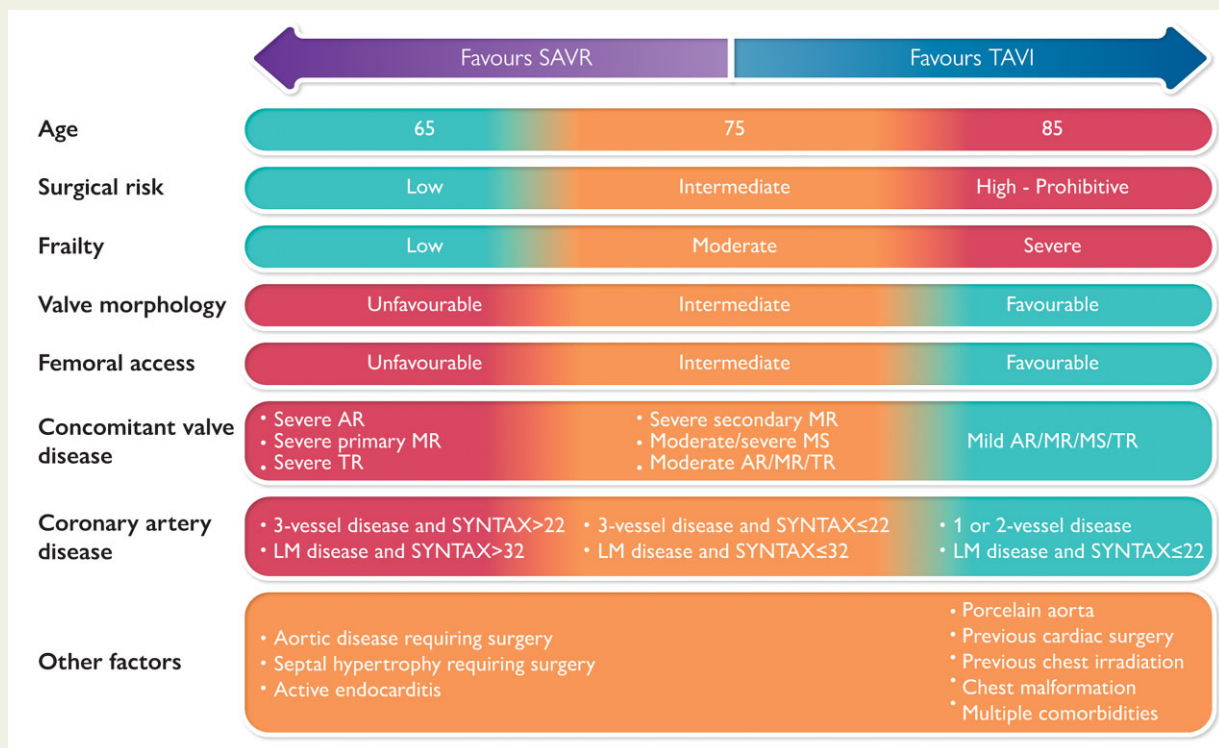 Favours SAVR Favours TAVI
Age 65 75 85
Surgical risk Low Intermediate High - Prohibitive
Frailty Low Moderate Severe
Valve morphology Unfavourable Intermediate Favourable
Femoral access Unfavourable Intermediate Favourable
Concomitant valve
disease
• Severe AR
• Severe primary MR
• Severe TR
• Severe secondary MR
• Moderate/severe MS
• Moderate AR/MR/TR
Mild AR/MR/MS/TR
Coronary artery
disease
• 3-vessel disease and SYNTAX>22
• LM disease and SYNTAX>32
• 3-vessel disease and SYNTAX≤22
• LM disease and SYNTAX≤32
• 1 or 2-vessel disease
• LM disease and SYNTAX≤22
Other factors
• Aortic disease requiring surgery
• Septal hypertrophy requiring surgery
• Active endocarditis
• Porcelain aorta
• Previous cardiac surgery
• Previous chest irradiation
• Chest malformation
• Multiple comorbidities